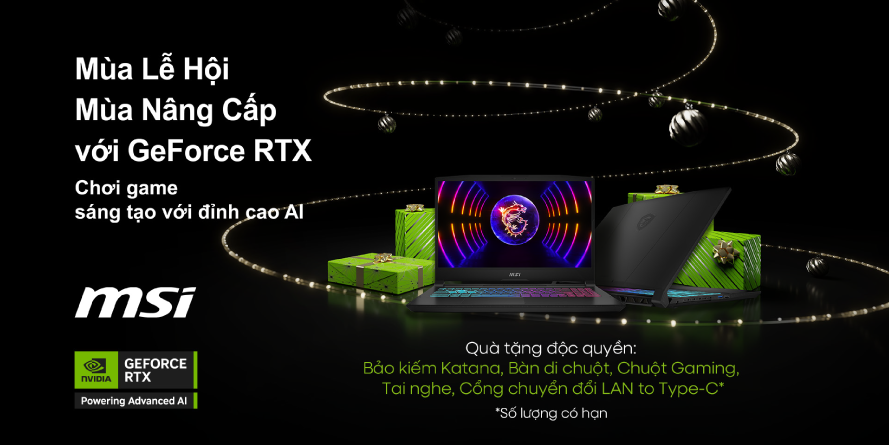 Mùa Lễ Hội
Mùa Nâng Cấp
với GeForce RTX
Chơi game
sáng tạo với đỉnh cao AI
msi
NVIDIA
GEFORCE
RTX
Powering Advanced AI
msi
Quà tặng độc quyền:
Bảo kiếm Katana, Bàn di chuột, Chuột Gaming,
Tai nghe, Cổng chuyển đổi LAN to Type-C*
*Số lượng có hạn